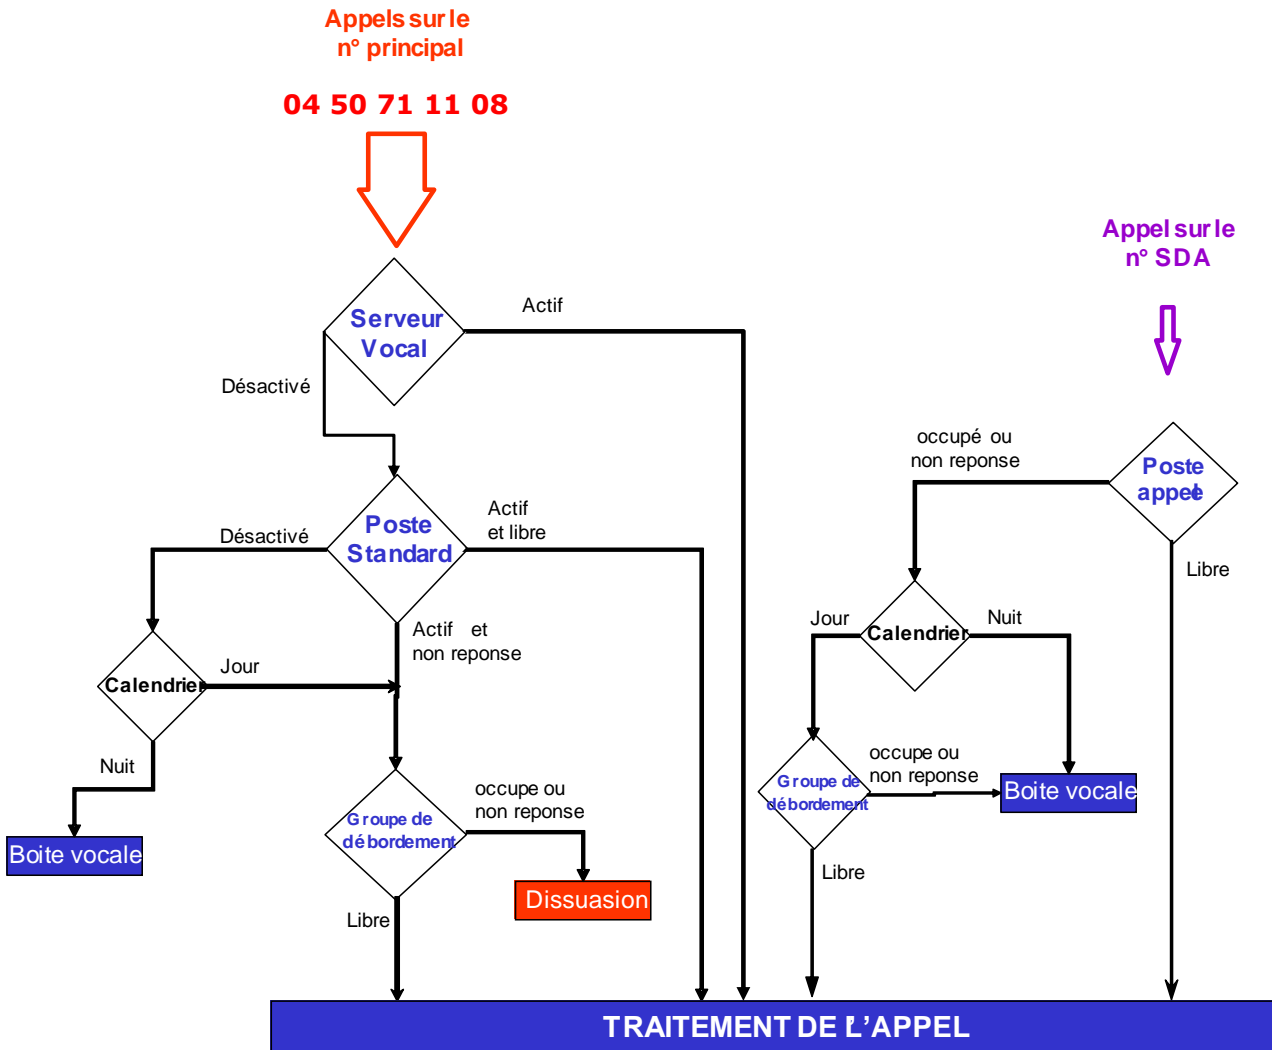 Appels sur le
n° principal
04 50 71 11 08
Appel sur le
n° SDA
Serveur
Vocal
Actif
Désactivé
occupé ou
non reponse
Poste
appelé
Poste
Standard
Actif
et libre
Désactivé
Libre
Actif et
non reponse
Jour
Calendrier
Nuit
Calendrier
Jour
Nuit
occupe ou
non reponse
Groupe de
débordement
Boite vocale
occupe ou
non reponse
Groupe de
débordement
Boite vocale
Libre
Dissuasion
Libre
TRAITEMENT DE L'APPEL